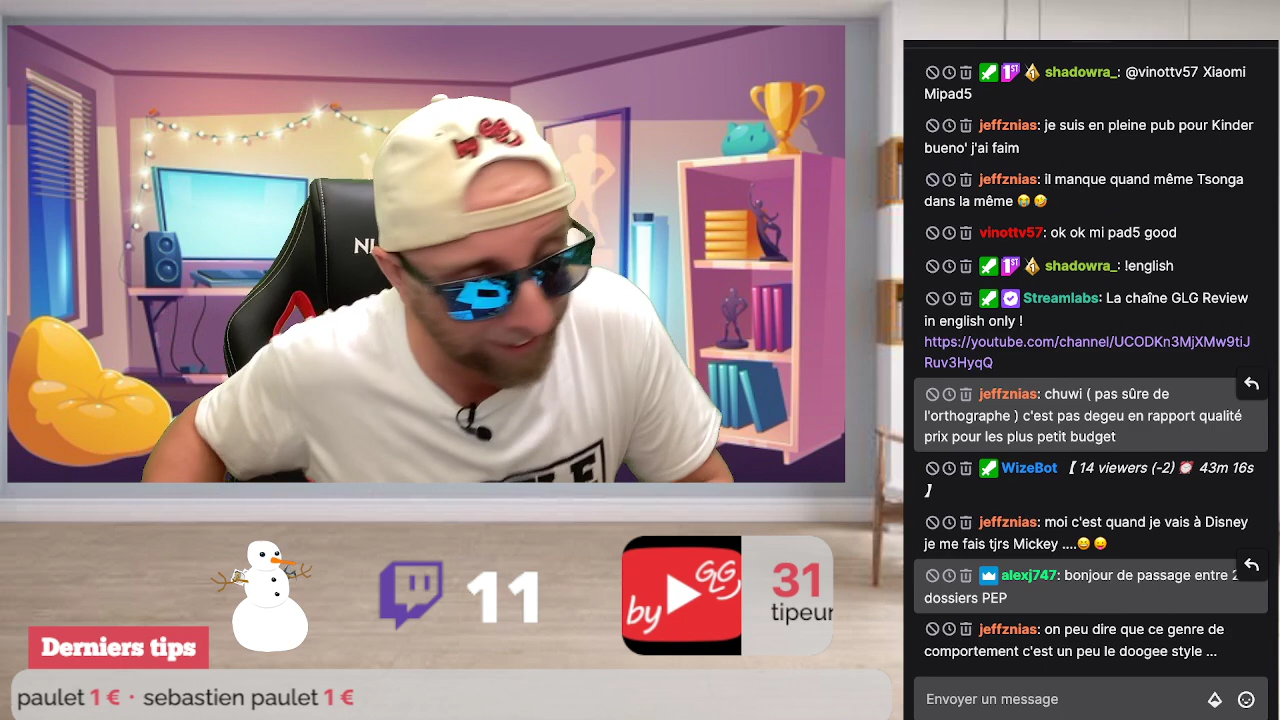 by GG
NI
shadowra_: @vinottv57 Xiaomi
Mipad5
jeffznias: je suis en pleine pub pour Kinder
bueno' j'ai faim
jeffznias: il manque quand même Tsonga
dans la même 😭🤣
vinottv57: ok ok mi pad5 good
shadowra_: !english
Streamlabs: La chaîne GLG Review
in english only !
https://youtube.com/channel/UCODKn3MjXMw9tiJ
Ruv3HyqQ
jeffznias: chuwi ( pas sûre de
l'orthographe ) c'est pas degeu en rapport qualité
prix pour les plus petit budget
WizeBot 【 14 viewers (-2) ⏰ 43m 16s
】
jeffznias: moi c'est quand je vais à Disney
je me fais tjrs Mickey ....😄😛
alexj747: bonjour de passage entre 2
dossiers PEP
jeffznias: on peu dire que ce genre de
comportement c'est un peu le doogee style ...
Envoyer un message
11
by GLG
31
tipeur
Derniers tips
paulet 1 € · sebastien paulet 1 €